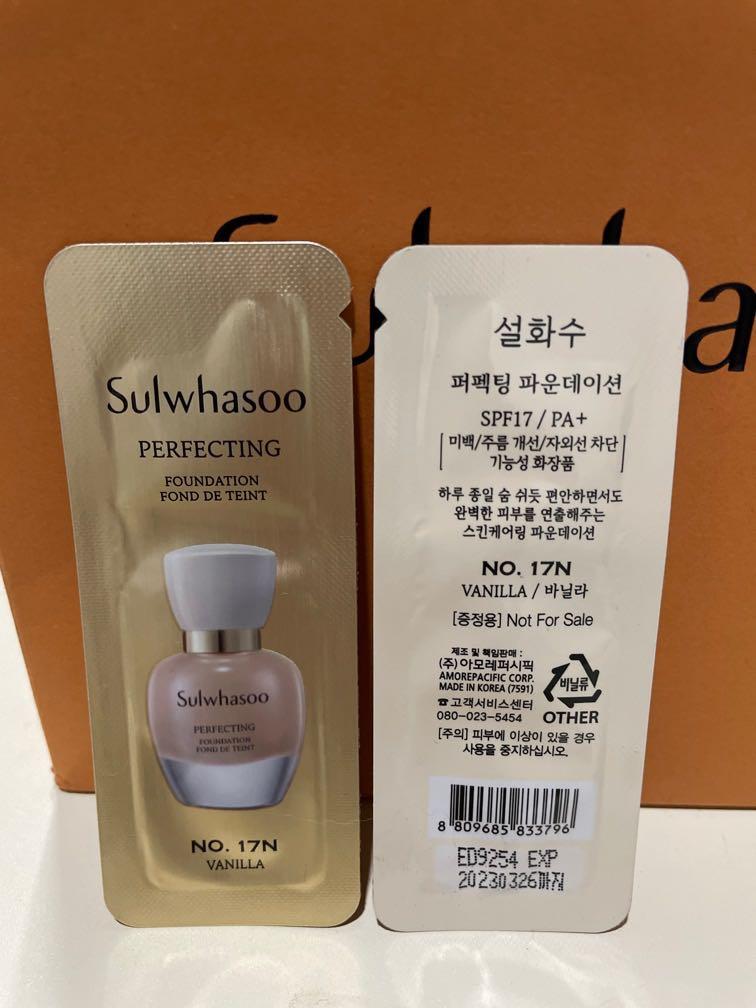 Sulwhasoo
PERFECTING
FOUNDATION
FOND DE TEINT
Sulwhasoo
PERFECTING
FOUNDATION
FOND DE TEINT
NO. 17N
VANILLA
설화수
퍼펙팅 파운데이션
SPF17 / PA+
[미백/주름 개선/자외선 차단
기능성 화장품]
하루 종일 숨 쉬듯 편안하면서도
완벽한 피부를 연출해주는
스킨케어링 파운데이션
NO. 17N
VANILLA / 바닐라
[증정용] Not For Sale
제조 및 책임판매 :
(주)아모레퍼시픽
AMOREPACIFIC CORP.
MADE IN KOREA (7591)
☎고객서비스센터
080-023-5454
비닐류
OTHER
[주의] 피부에 이상이 있을 경우
사용을 중지하십시오.
8 809685 833796
ED9254 EXP
20230326까지